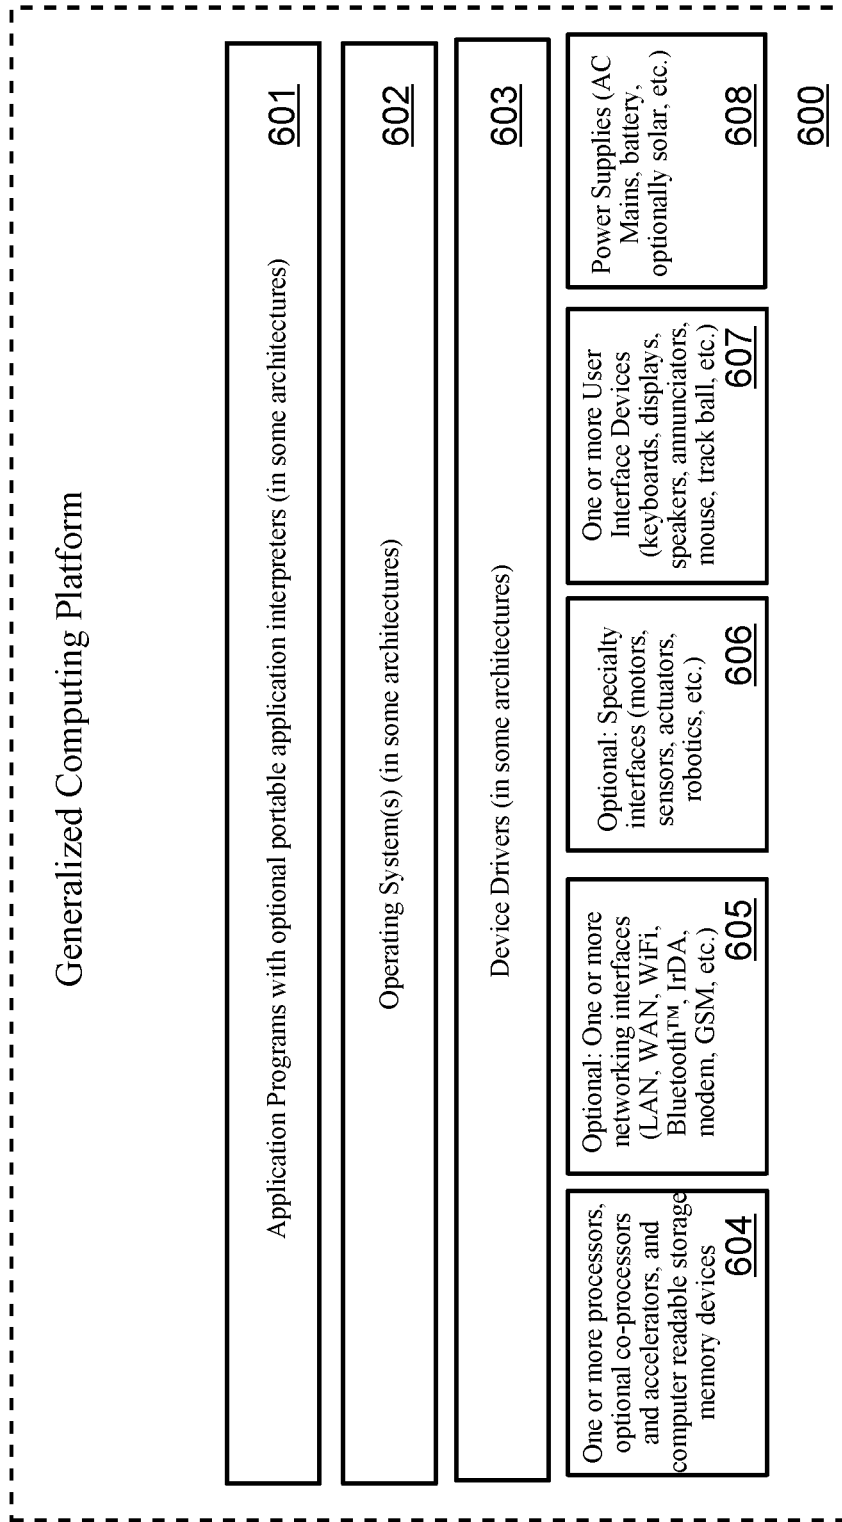 Generalized Computing Platform
Application Programs with optional portable application interpreters (in some architectures)
601
Operating System(s) (in some architectures)
602
Device Drivers (in some architectures)
603
One or more processors,
optional co-processors
and accelerators, and
computer readable storage
memory devices
604
Optional: One or more
networking interfaces
(LAN, WAN, WiFi,
Bluetooth™, IrDA,
modem, GSM, etc.)
605
Optional: Specialty
interfaces (motors,
sensors, actuators,
robotics, etc.)
606
One or more User
Interface Devices
(keyboards, displays,
speakers, annunciators,
mouse, track ball, etc.)
607
Power Supplies (AC
Mains, battery,
optionally solar, etc.)
608
600